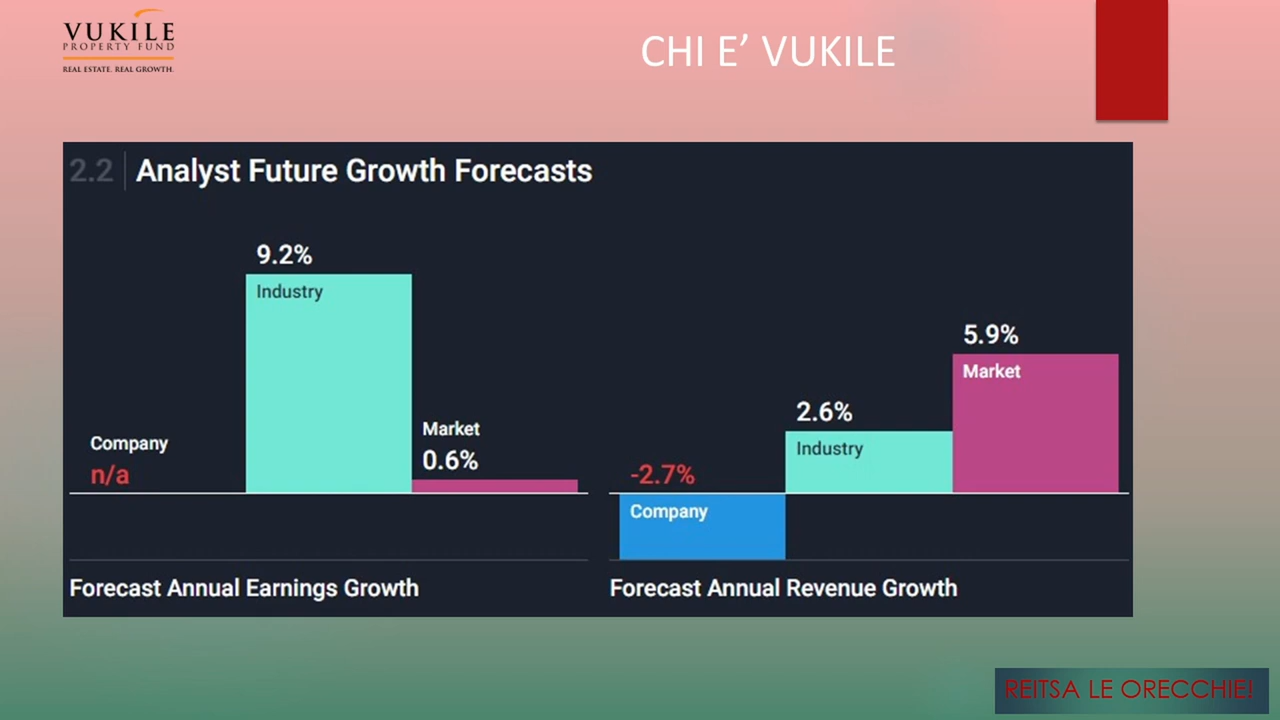 VUKILE
PROPERTY FUND
REAL ESTATE. REAL GROWTH.
CHI E’ VUKILE
2.2 Analyst Future Growth Forecasts
9.2%
Industry
Company
n/a
Market
0.6%
Forecast Annual Earnings Growth
5.9%
Market
2.6%
Industry
-2.7%
Company
Forecast Annual Revenue Growth
REITSA LE ORECCHIE!